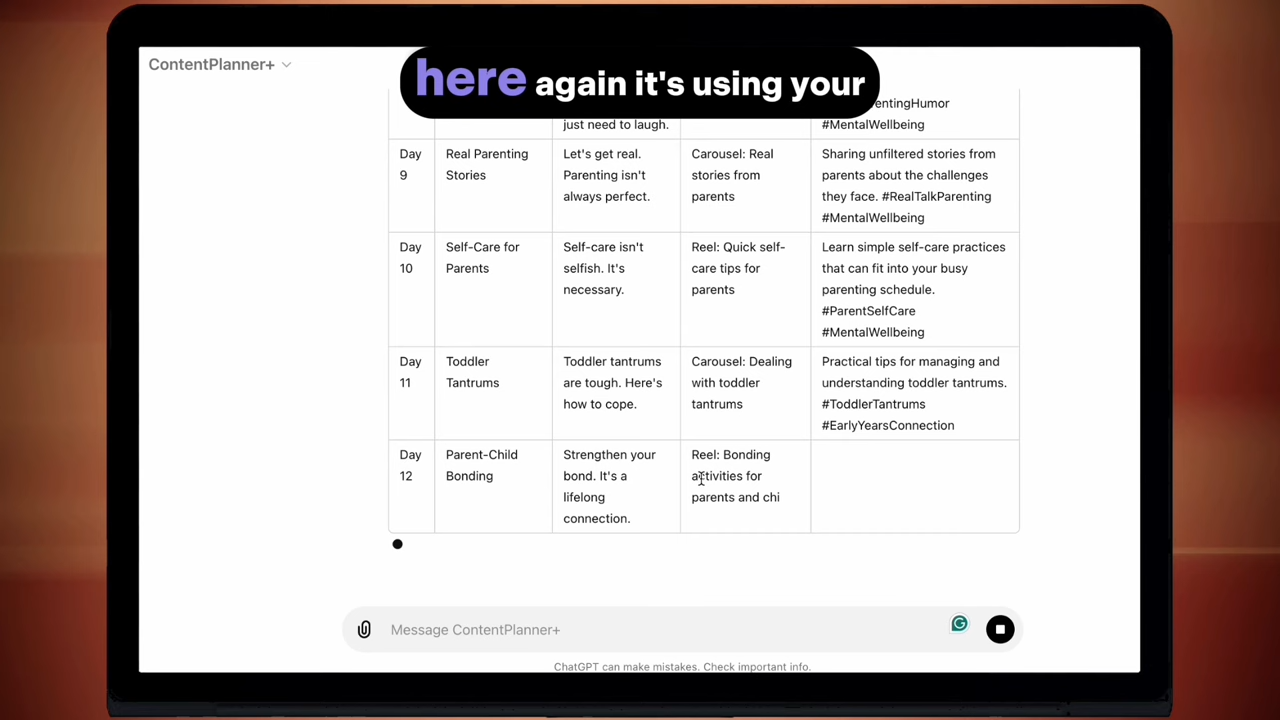 ContentPlanner+
here again it's using your
just need to laugh.
entingHumor
#MentalWellbeing
Day
9
Real Parenting
Stories
Let's get real.
Parenting isn't
always perfect.
Carousel: Real
stories from
parents
Sharing unfiltered stories from
parents about the challenges
they face. #RealTalkParenting
#MentalWellbeing
Day
10
Self-Care for
Parents
Self-care isn't
selfish. It's
necessary.
Reel: Quick self-
care tips for
parents
Learn simple self-care practices
that can fit into your busy
parenting schedule.
#ParentSelfCare
#MentalWellbeing
Day
11
Toddler
Tantrums
Toddler tantrums
are tough. Here's
how to cope.
Carousel: Dealing
with toddler
tantrums
Practical tips for managing and
understanding toddler tantrums.
#ToddlerTantrums
#EarlyYearsConnection
Day
12
Parent-Child
Bonding
Strengthen your
bond. It's a
lifelong
connection.
Reel: Bonding
activities for
parents and chi
Message ContentPlanner+
ChatGPT can make mistakes. Check important info.